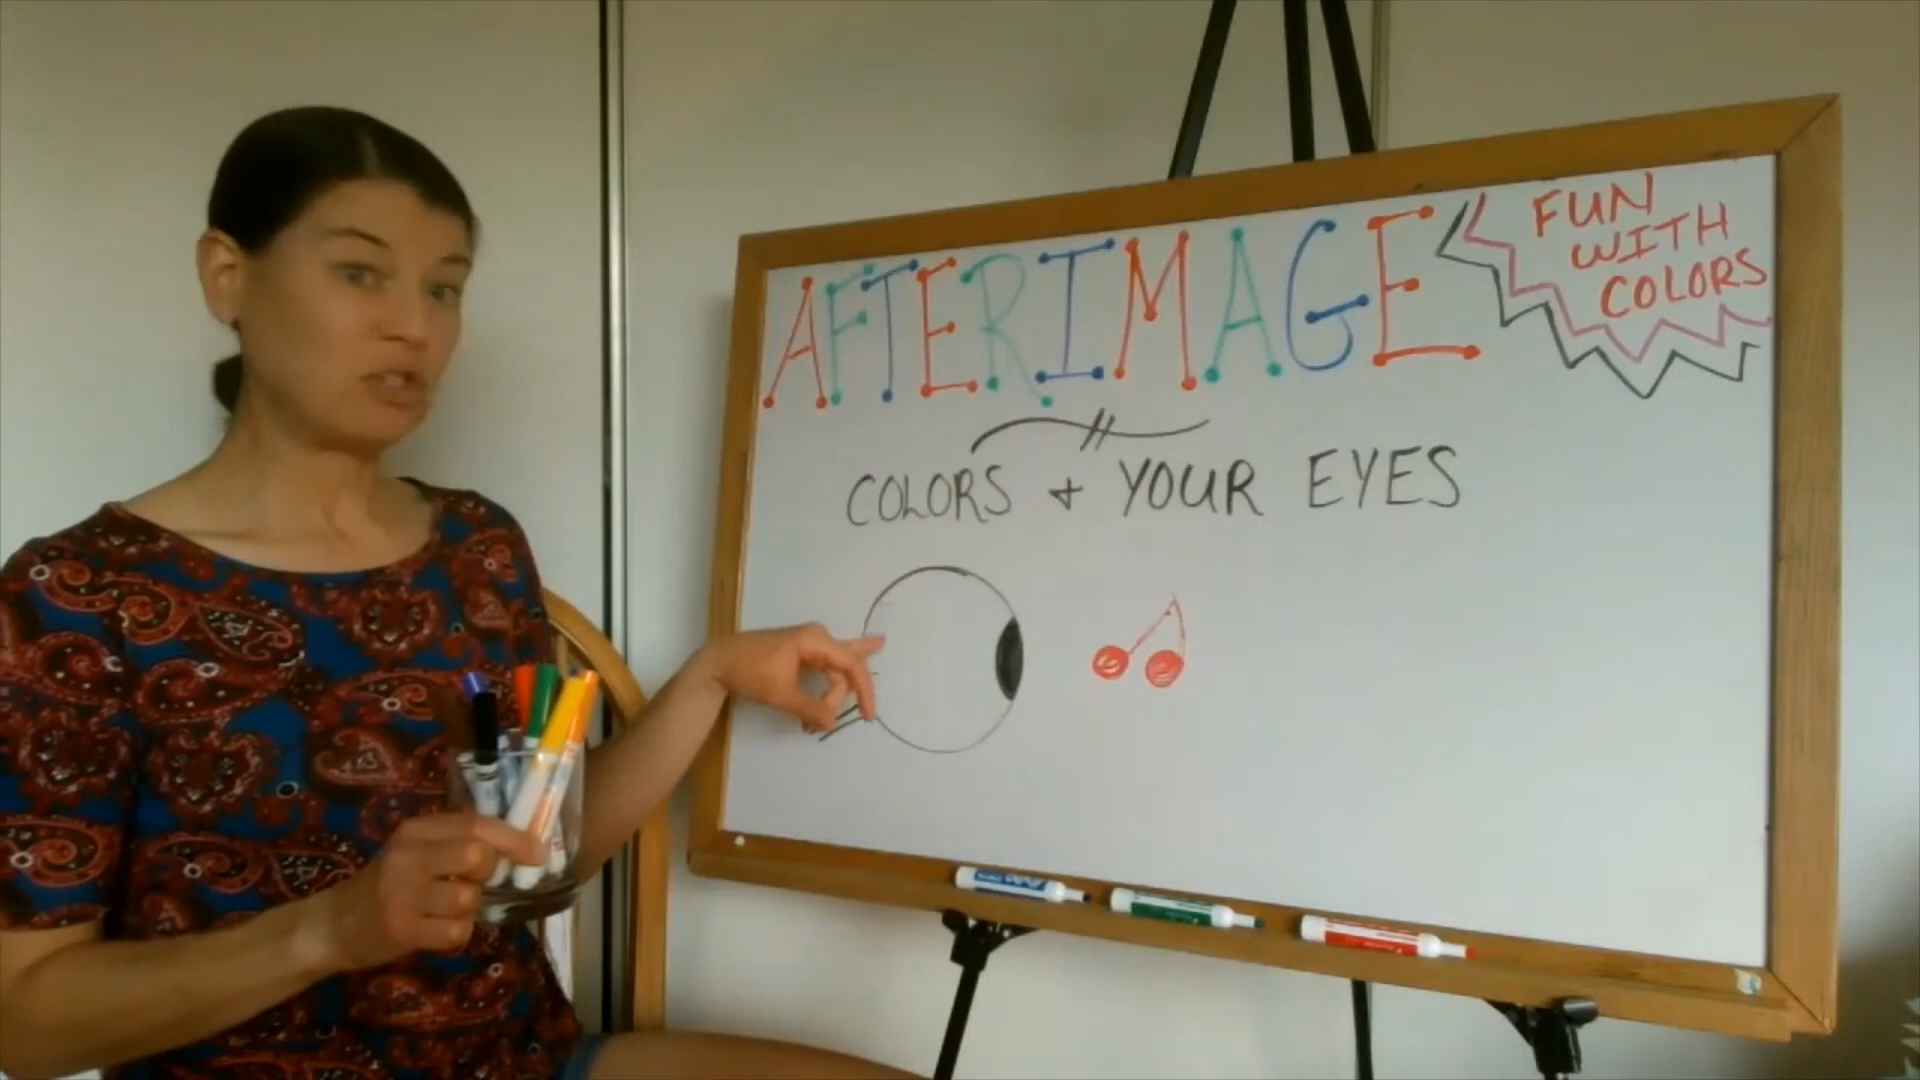 AFTERIMAGE
FUN
WITH
COLORS
COLORS + YOUR EYES